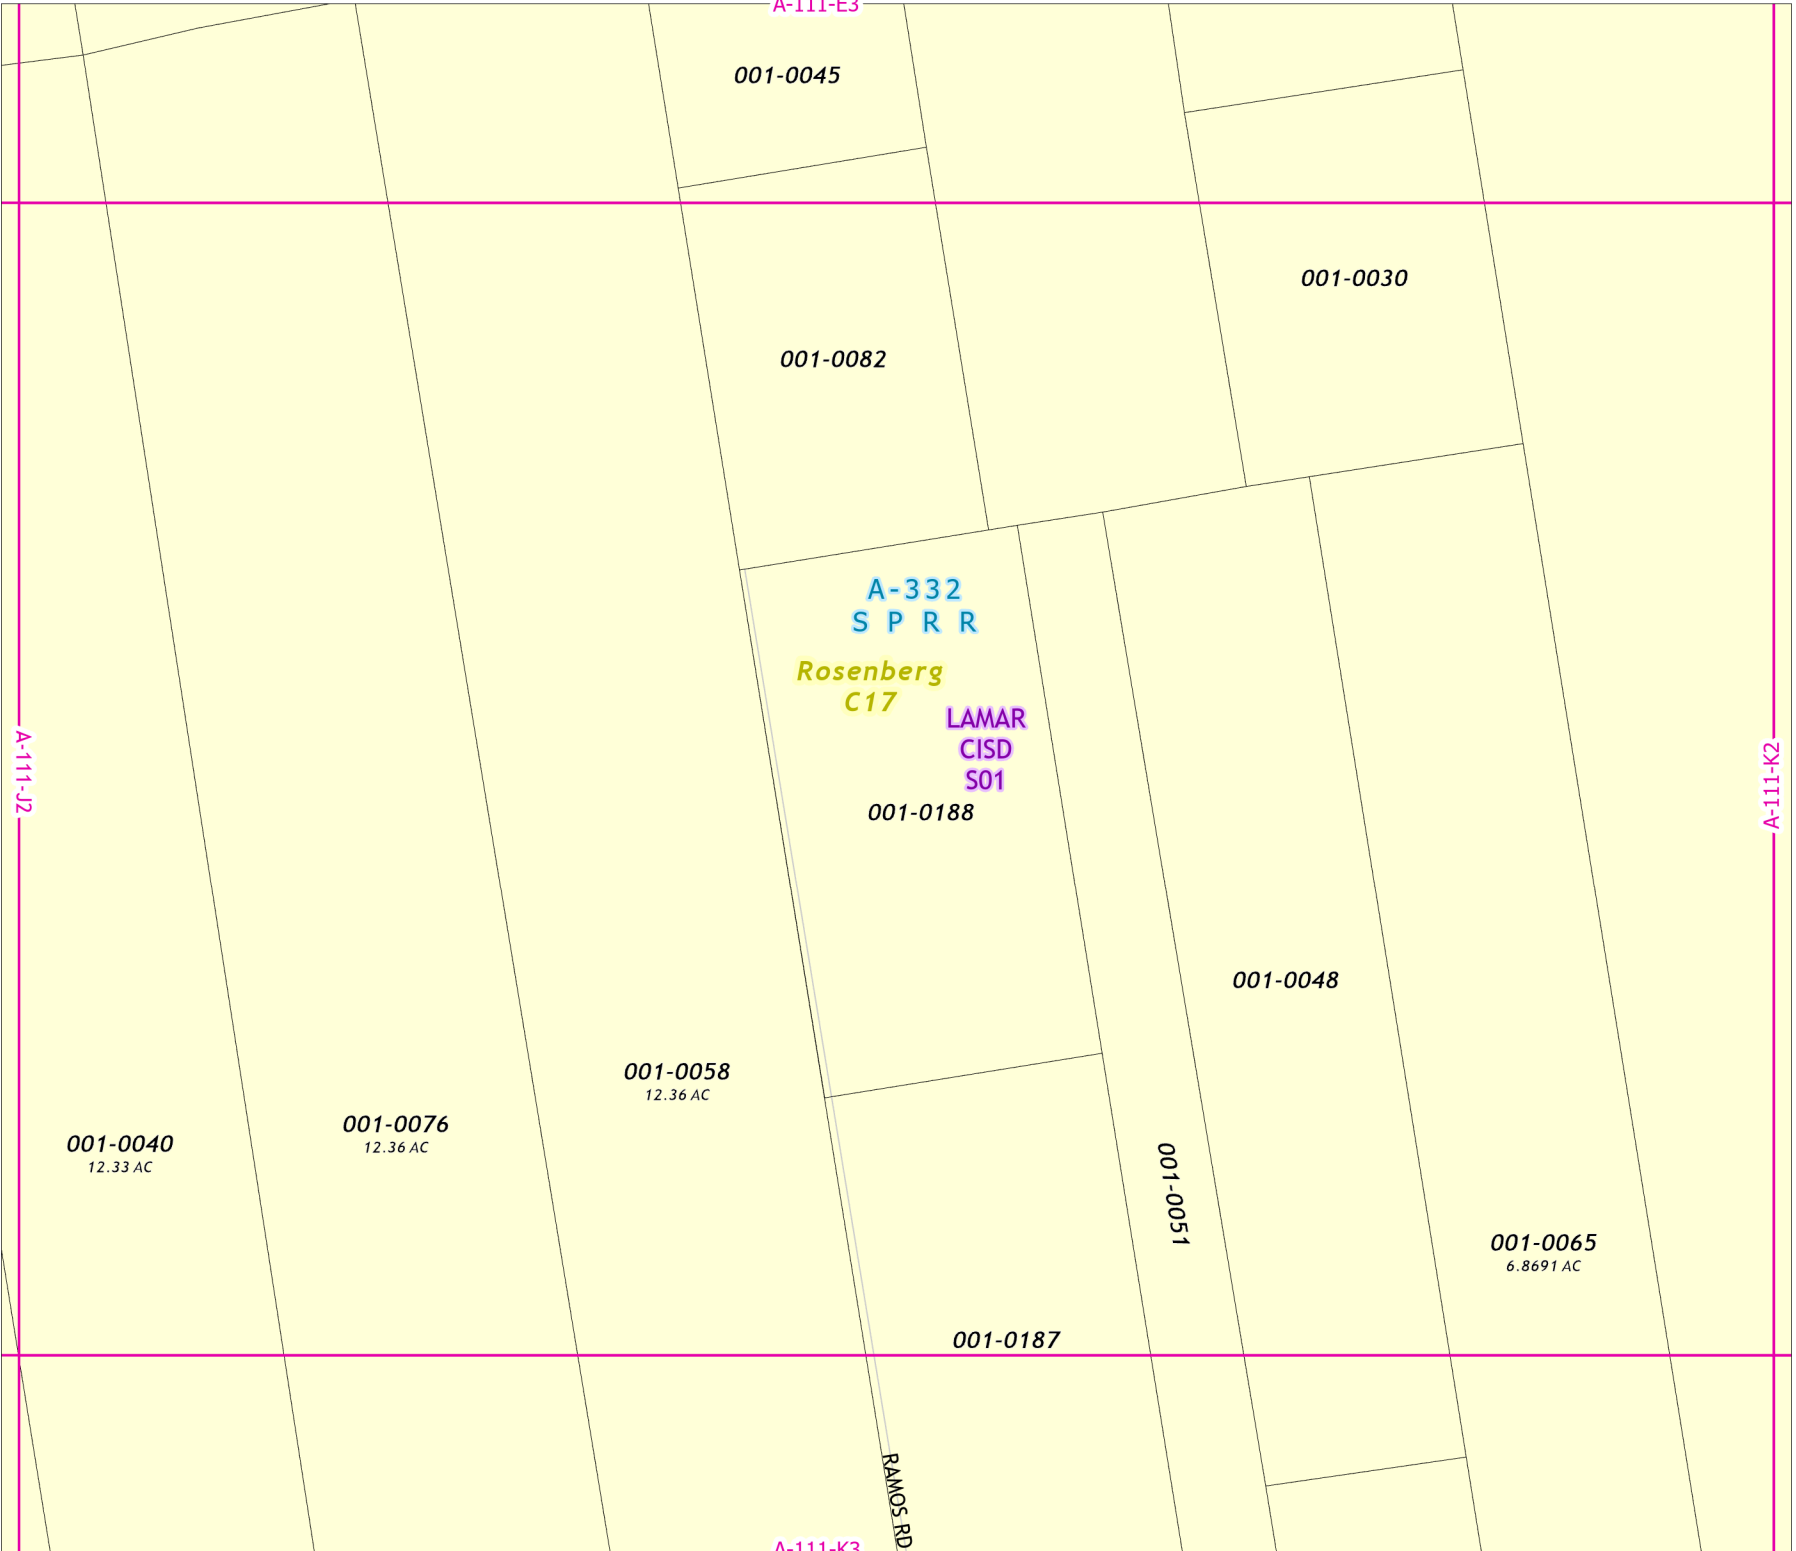 A-111-E3
001-0045
001-0030
001-0082
A-332
S P R R
Rosenberg
C17
LAMAR
CISD
S01
A-111-J2
A-111-K2
001-0188
001-0048
001-0058
12.36 AC
001-0076
12.36 AC
001-0040
12.33 AC
001-0051
001-0065
6.8691 AC
001-0187
RAMOS RD
A-111-K3